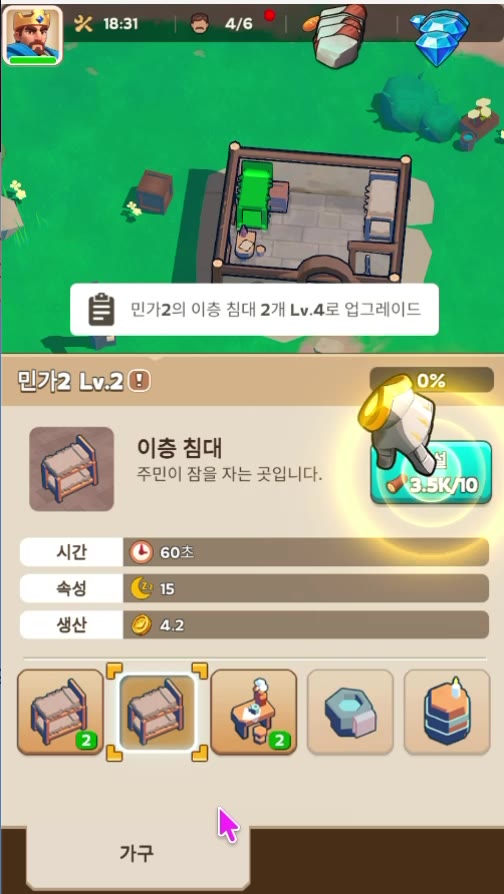 18:31
4/6
민가2의 이층 침대 2개 Lv.4로 업그레이드
민가2 Lv.2
0%
이층 침대
주민이 잠을 자는 곳입니다.
3.5K/10
시간 60초
속성 15
생산 4.2
2
2
가구